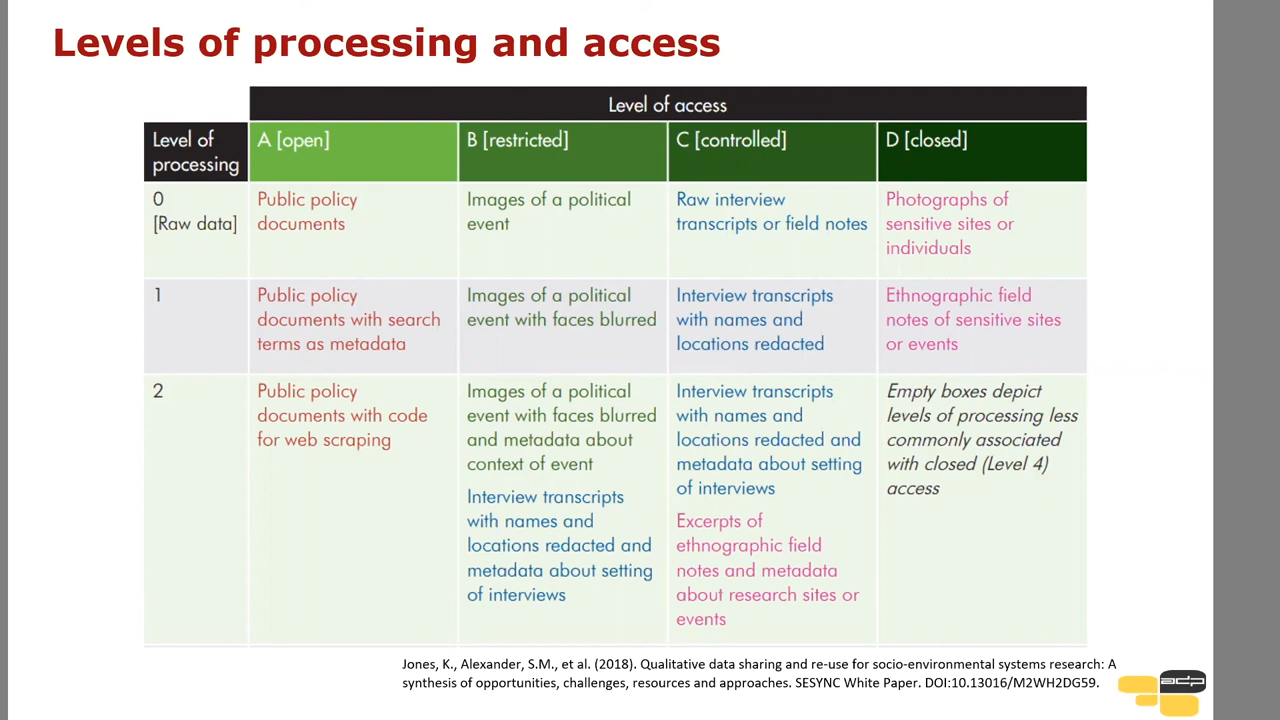 Levels of processing and access
Level of access
Level of
processing
A [open]
B [restricted]
C [controlled]
D [closed]
0
[Raw data]
Public policy
documents
Images of a political
event
Raw interview
transcripts or field notes
Photographs of
sensitive sites or
individuals
1
Public policy
documents with search
terms as metadata
Images of a political
event with faces blurred
Interview transcripts
with names and
locations redacted
Ethnographic field
notes of sensitive sites
or events
2
Public policy
documents with code
for web scraping
Images of a political
event with faces blurred
and metadata about
context of event
Interview transcripts
with names and
locations redacted and
metadata about setting
of interviews
Interview transcripts
with names and
locations redacted and
metadata about setting
of interviews
Excerpts of
ethnographic field
notes and metadata
about research sites or
events
Empty boxes depict
levels of processing less
commonly associated
with closed (Level 4)
access
Jones, K., Alexander, S.M., et al. (2018). Qualitative data sharing and re-use for socio-environmental systems research: A
synthesis of opportunities, challenges, resources and approaches. SESYNC White Paper. DOI:10.13016/M2WH2DG59.
adp